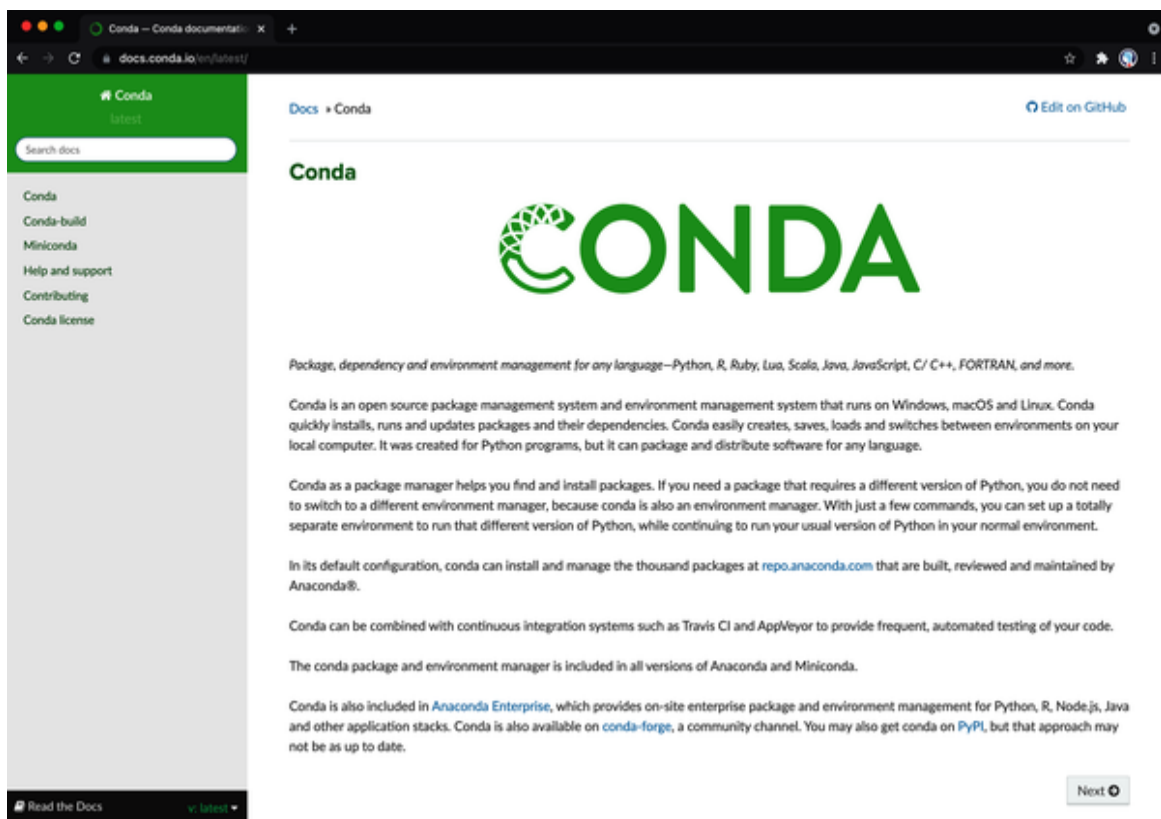 Conda — Conda documentatio
docs.conda.io/en/latest/
Conda
latest
Search docs
Conda
Conda-build
Miniconda
Help and support
Contributing
Conda license
Read the Docs
v: latest
Docs » Conda
Edit on GitHub
Conda
CONDA
Package, dependency and environment management for any language—Python, R, Ruby, Lua, Scala, Java, JavaScript, C/ C++, FORTRAN, and more.
Conda is an open source package management system and environment management system that runs on Windows, macOS and Linux. Conda
quickly installs, runs and updates packages and their dependencies. Conda easily creates, saves, loads and switches between environments on your
local computer. It was created for Python programs, but it can package and distribute software for any language.
Conda as a package manager helps you find and install packages. If you need a package that requires a different version of Python, you do not need
to switch to a different environment manager, because conda is also an environment manager. With just a few commands, you can set up a totally
separate environment to run that different version of Python, while continuing to run your usual version of Python in your normal environment.
In its default configuration, conda can install and manage the thousand packages at repo.anaconda.com that are built, reviewed and maintained by
Anaconda®.
Conda can be combined with continuous integration systems such as Travis CI and AppVeyor to provide frequent, automated testing of your code.
The conda package and environment manager is included in all versions of Anaconda and Miniconda.
Conda is also included in Anaconda Enterprise, which provides on-site enterprise package and environment management for Python, R, Node.js, Java
and other application stacks. Conda is also available on conda-forge, a community channel. You may also get conda on PyPI, but that approach may
not be as up to date.
Next